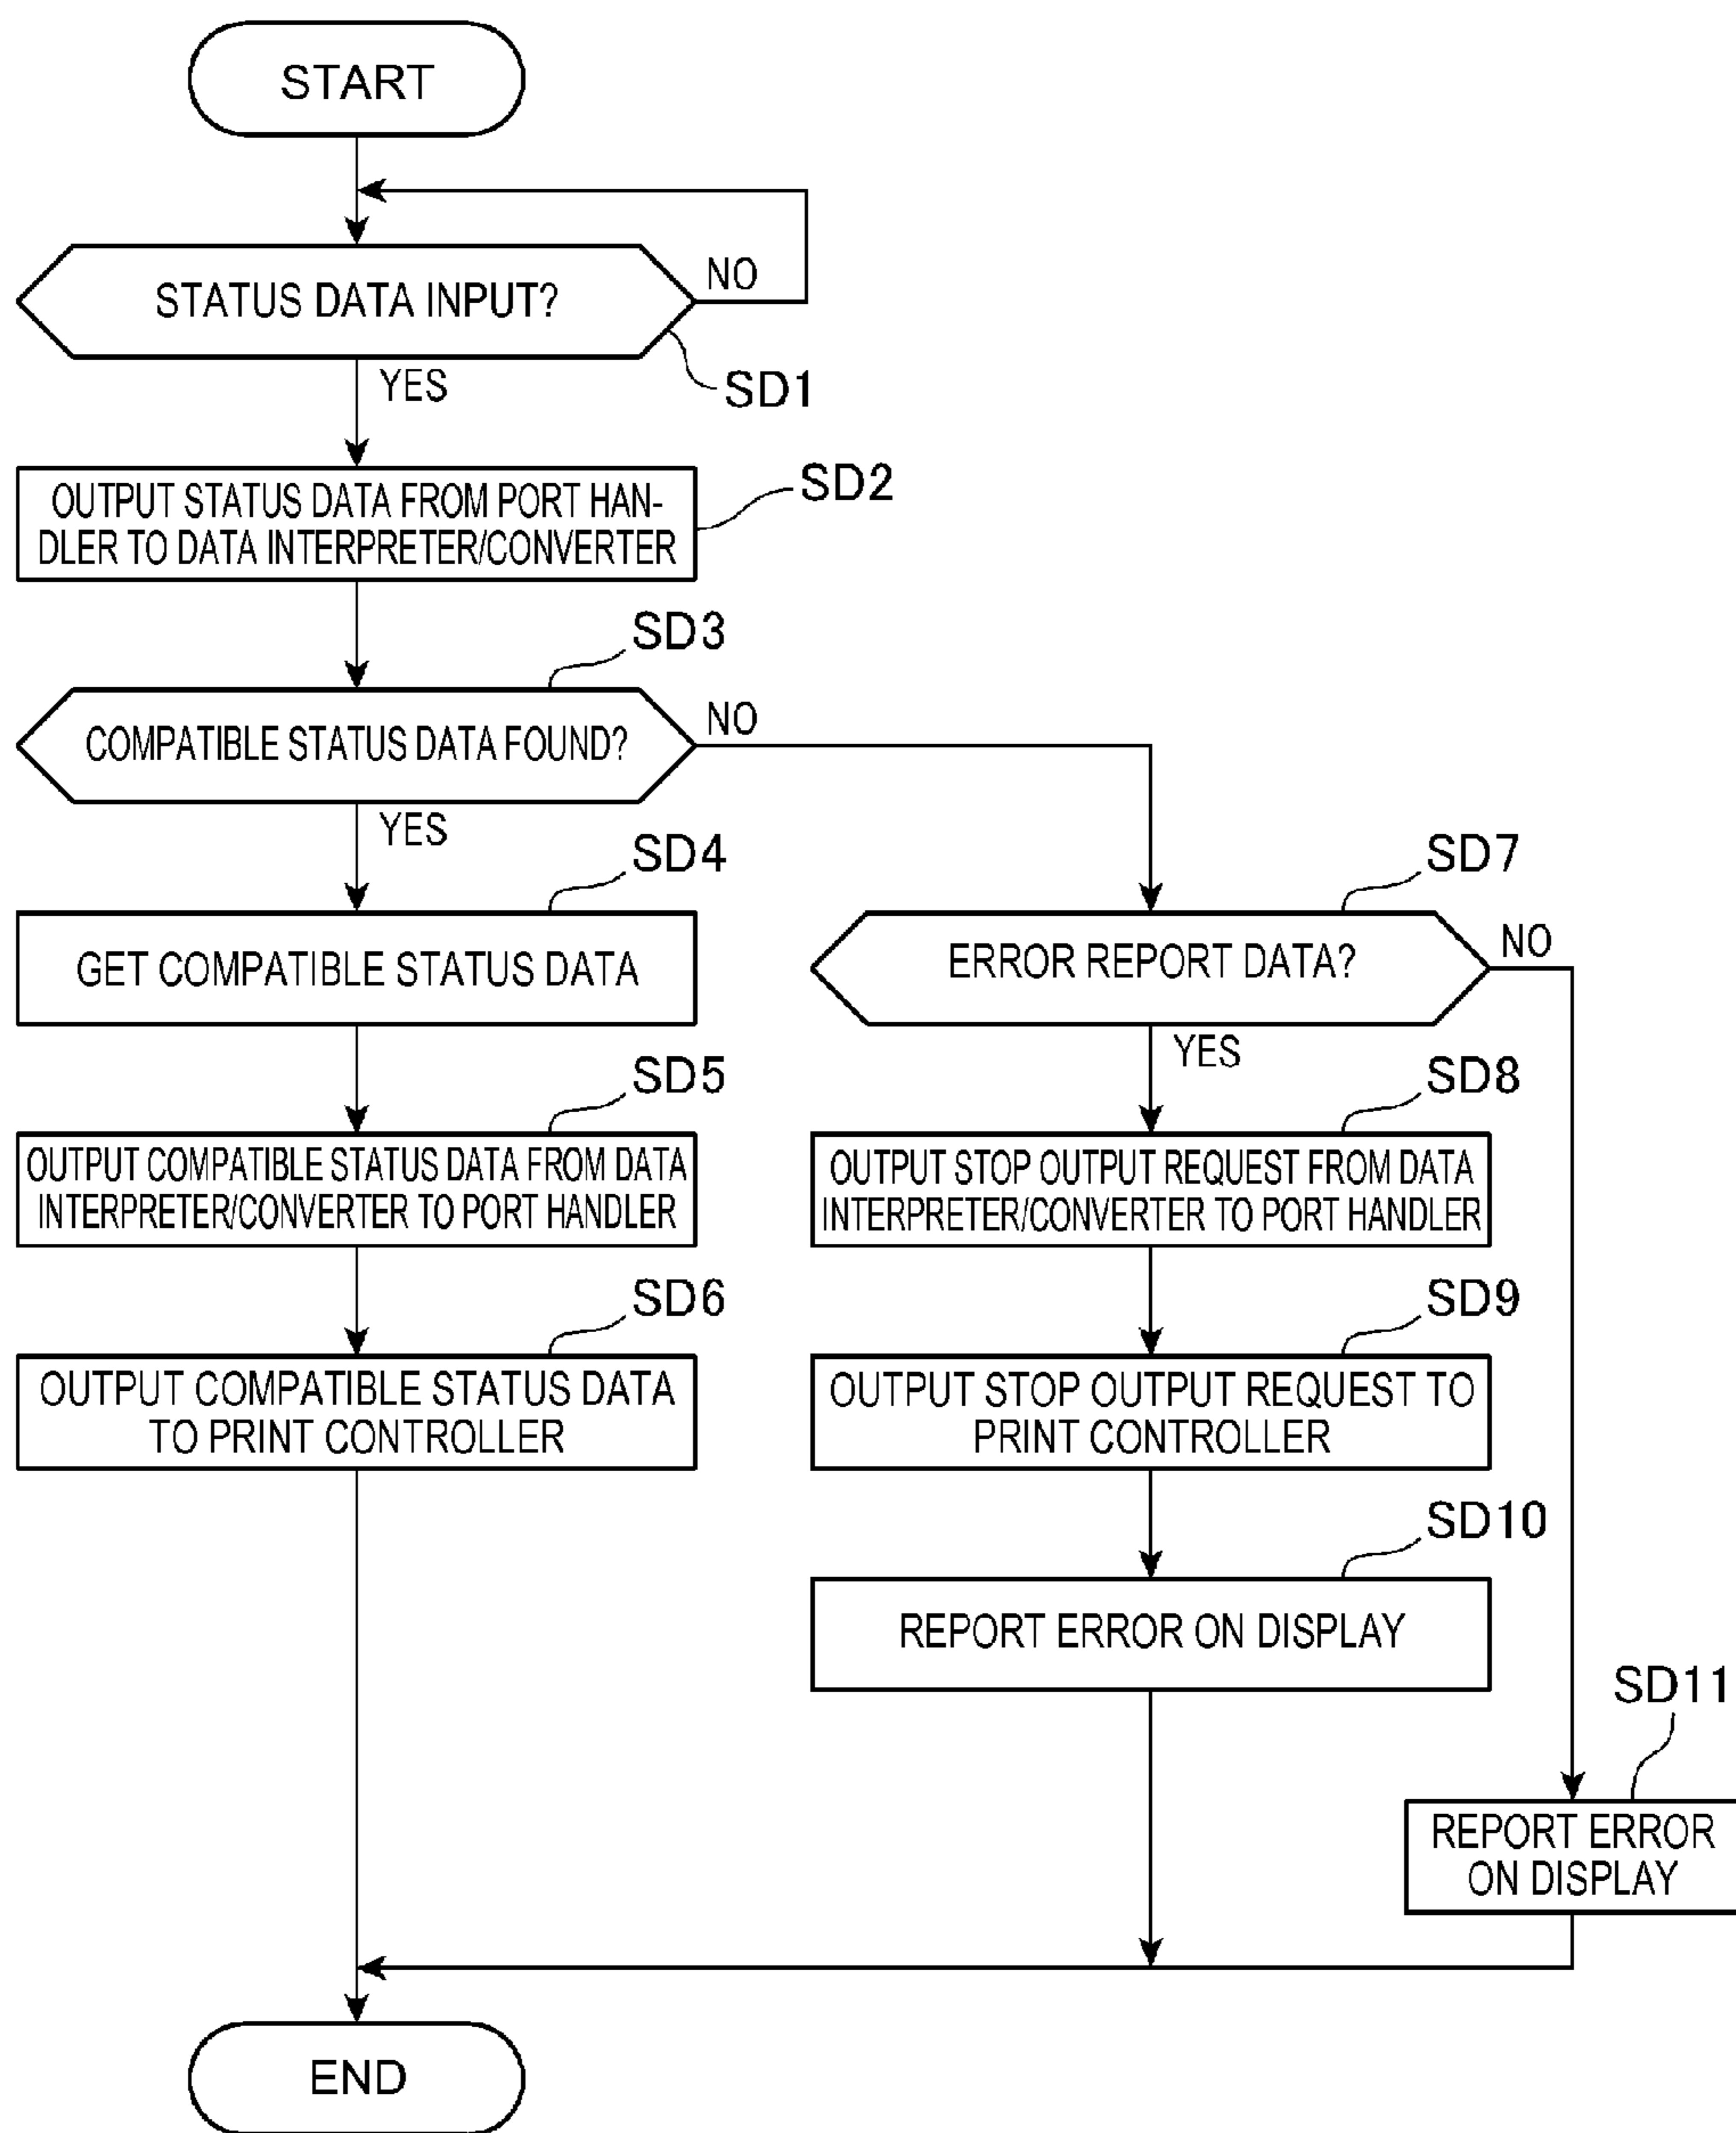 START
NO
STATUS DATA INPUT?
YES
SD1
SD2
OUTPUT STATUS DATA FROM PORT HAN-
DLER TO DATA INTERPRETER/CONVERTER
SD3
NO
COMPATIBLE STATUS DATA FOUND?
YES
SD4
GET COMPATIBLE STATUS DATA
SD5
OUTPUT COMPATIBLE STATUS DATA FROM DATA
INTERPRETER/CONVERTER TO PORT HANDLER
SD6
OUTPUT COMPATIBLE STATUS DATA
TO PRINT CONTROLLER
SD7
NO
ERROR REPORT DATA?
YES
SD8
OUTPUT STOP OUTPUT REQUEST FROM DATA
INTERPRETER/CONVERTER TO PORT HANDLER
SD9
OUTPUT STOP OUTPUT REQUEST TO
PRINT CONTROLLER
SD10
REPORT ERROR ON DISPLAY
SD11
REPORT ERROR
ON DISPLAY
END